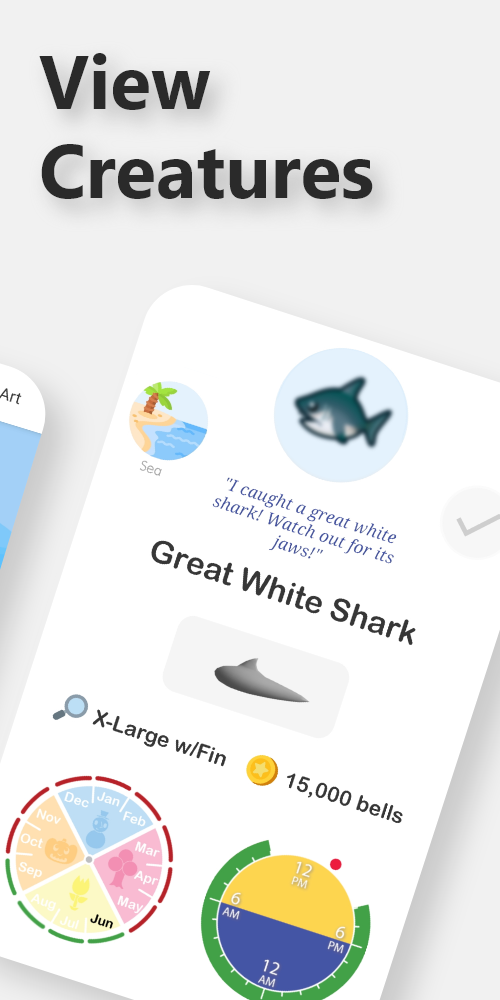 View
Creatures
Art
Sea
"I caught a great white
shark! Watch out for its
jaws!"
Great White Shark
X-Large w/Fin
15,000 bells
Dec
Jan
Feb
Nov
Mar
Oct
Apr
Sep
May
Aug
Jul
Jun
12
PM
6
AM
6
PM
12
AM